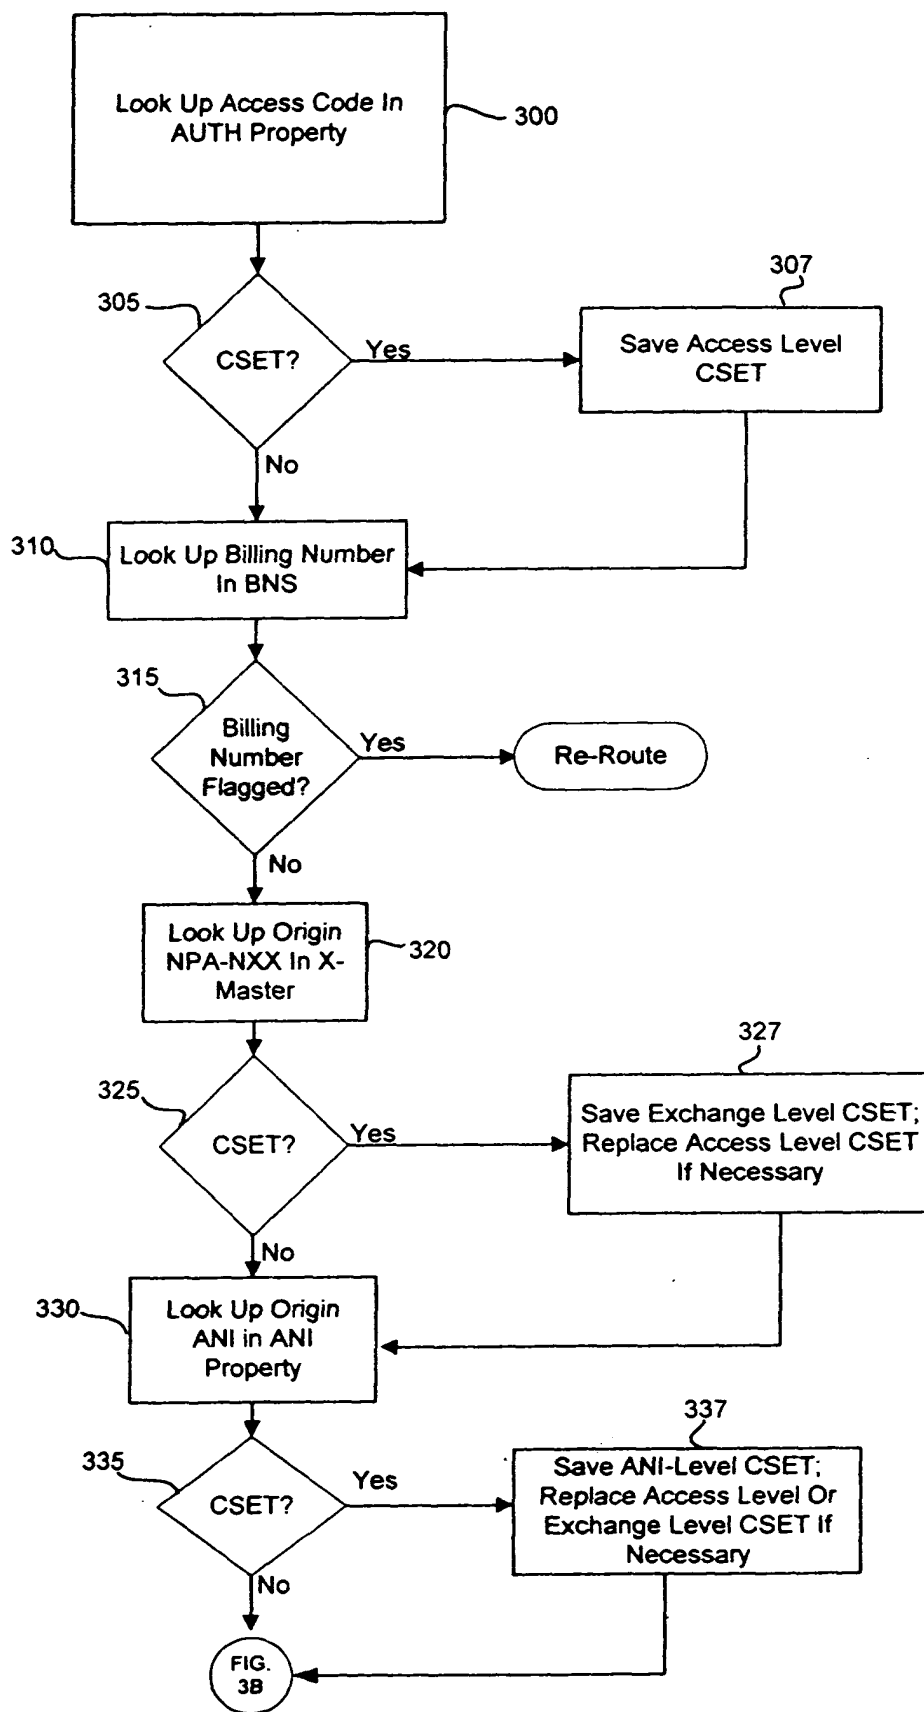 Look Up Access Code In
AUTH Property
300
305
CSET?
Yes
307
Save Access Level
CSET
No
310
Look Up Billing Number
In BNS
315
Billing
Number
Flagged?
Yes
Re-Route
No
Look Up Origin
NPA-NXX In X-
Master
320
325
CSET?
Yes
327
Save Exchange Level CSET;
Replace Access Level CSET
If Necessary
No
330
Look Up Origin
ANI in ANI
Property
335
CSET?
Yes
337
Save ANI-Level CSET;
Replace Access Level Or
Exchange Level CSET If
Necessary
No
FIG.
3B